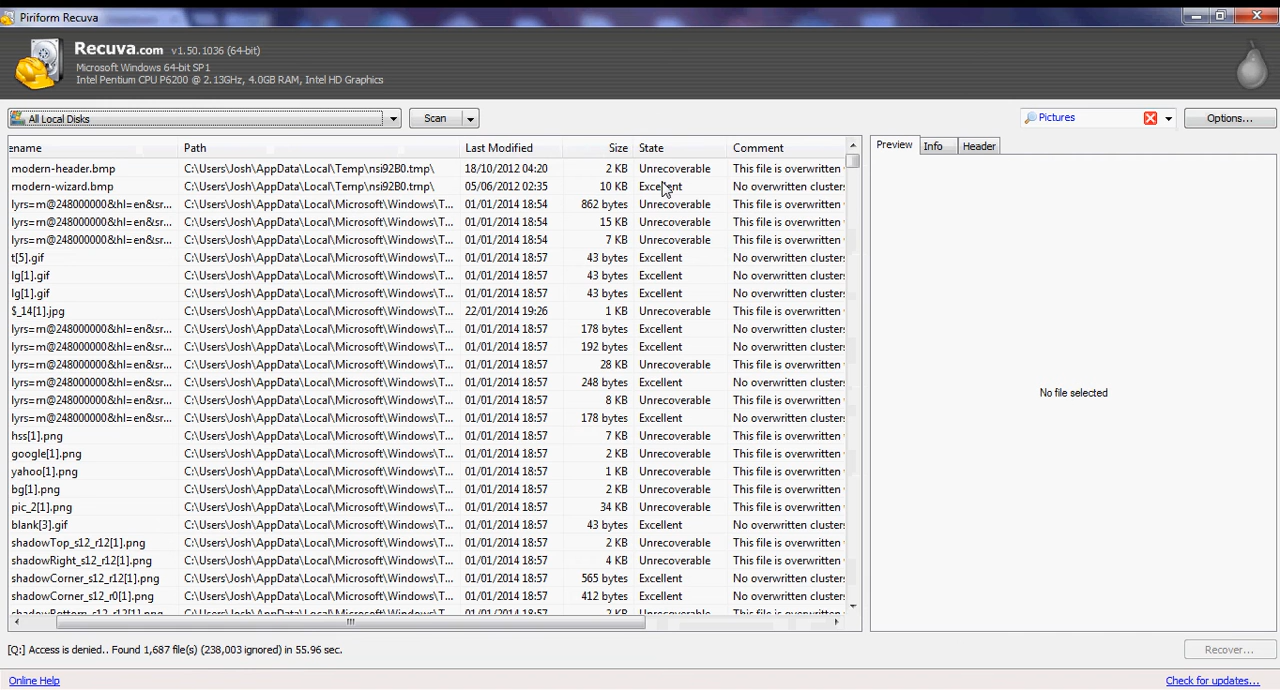 Piriform Recuva
Recuva.com v1.50.1036 (64-bit)
Microsoft Windows 64-bit SP1
Intel Pentium CPU P6200 @ 2.13GHz, 4.0GB RAM, Intel HD Graphics
All Local Disks Scan Pictures Options...
ename Path Last Modified Size State Comment Preview Info Header
modern-header.bmp C:\Users\Josh\AppData\Local\Temp\nsi92B0.tmp\ 18/10/2012 04:20 2 KB Unrecoverable This file is overwritten
modern-wizard.bmp C:\Users\Josh\AppData\Local\Temp\nsi92B0.tmp\ 05/06/2012 02:35 10 KB Excellent No overwritten clusters
lyrs=m@248000000&hl=en&sr... C:\Users\Josh\AppData\Local\Microsoft\Windows\T... 01/01/2014 18:54 862 bytes Unrecoverable This file is overwritten
lyrs=m@248000000&hl=en&sr... C:\Users\Josh\AppData\Local\Microsoft\Windows\T... 01/01/2014 18:54 15 KB Unrecoverable This file is overwritten
lyrs=m@248000000&hl=en&sr... C:\Users\Josh\AppData\Local\Microsoft\Windows\T... 01/01/2014 18:54 7 KB Unrecoverable This file is overwritten
t[5].gif C:\Users\Josh\AppData\Local\Microsoft\Windows\T... 01/01/2014 18:57 43 bytes Excellent No overwritten clusters
lg[1].gif C:\Users\Josh\AppData\Local\Microsoft\Windows\T... 01/01/2014 18:57 43 bytes Excellent No overwritten clusters
lg[1].gif C:\Users\Josh\AppData\Local\Microsoft\Windows\T... 01/01/2014 18:57 43 bytes Excellent No overwritten clusters
$_14[1].jpg C:\Users\Josh\AppData\Local\Microsoft\Windows\T... 22/01/2014 19:26 1 KB Unrecoverable This file is overwritten
lyrs=m@248000000&hl=en&sr... C:\Users\Josh\AppData\Local\Microsoft\Windows\T... 01/01/2014 18:57 178 bytes Excellent No overwritten clusters
lyrs=m@248000000&hl=en&sr... C:\Users\Josh\AppData\Local\Microsoft\Windows\T... 01/01/2014 18:57 192 bytes Excellent No overwritten clusters
lyrs=m@248000000&hl=en&sr... C:\Users\Josh\AppData\Local\Microsoft\Windows\T... 01/01/2014 18:57 28 KB Unrecoverable This file is overwritten
lyrs=m@248000000&hl=en&sr... C:\Users\Josh\AppData\Local\Microsoft\Windows\T... 01/01/2014 18:57 248 bytes Excellent No overwritten clusters
No file selected
lyrs=m@248000000&hl=en&sr... C:\Users\Josh\AppData\Local\Microsoft\Windows\T... 01/01/2014 18:57 8 KB Unrecoverable This file is overwritten
lyrs=m@248000000&hl=en&sr... C:\Users\Josh\AppData\Local\Microsoft\Windows\T... 01/01/2014 18:57 178 bytes Excellent No overwritten clusters
hss[1].png C:\Users\Josh\AppData\Local\Microsoft\Windows\T... 01/01/2014 18:57 7 KB Unrecoverable This file is overwritten
google[1].png C:\Users\Josh\AppData\Local\Microsoft\Windows\T... 01/01/2014 18:57 2 KB Unrecoverable This file is overwritten
yahoo[1].png C:\Users\Josh\AppData\Local\Microsoft\Windows\T... 01/01/2014 18:57 1 KB Unrecoverable This file is overwritten
bg[1].png C:\Users\Josh\AppData\Local\Microsoft\Windows\T... 01/01/2014 18:57 2 KB Unrecoverable This file is overwritten
pic_2[1].png C:\Users\Josh\AppData\Local\Microsoft\Windows\T... 01/01/2014 18:57 34 KB Unrecoverable This file is overwritten
blank[3].gif C:\Users\Josh\AppData\Local\Microsoft\Windows\T... 01/01/2014 18:57 43 bytes Excellent No overwritten clusters
shadowTop_s12_r12[1].png C:\Users\Josh\AppData\Local\Microsoft\Windows\T... 01/01/2014 18:57 2 KB Unrecoverable This file is overwritten
shadowRight_s12_r12[1].png C:\Users\Josh\AppData\Local\Microsoft\Windows\T... 01/01/2014 18:57 4 KB Unrecoverable This file is overwritten
shadowCorner_s12_r12[1].png C:\Users\Josh\AppData\Local\Microsoft\Windows\T... 01/01/2014 18:57 565 bytes Excellent No overwritten clusters
shadowCorner_s12_r0[1].png C:\Users\Josh\AppData\Local\Microsoft\Windows\T... 01/01/2014 18:57 412 bytes Excellent No overwritten clusters
shadowBottom_s12_r12[1].png C:\Users\Josh\AppData\Local\Microsoft\Windows\T... 01/01/2014 18:57 2 KB Unrecoverable This file is overwritten
[Q:] Access is denied.. Found 1,687 file(s) (238,003 ignored) in 55.96 sec. Recover...
Online Help Check for updates...